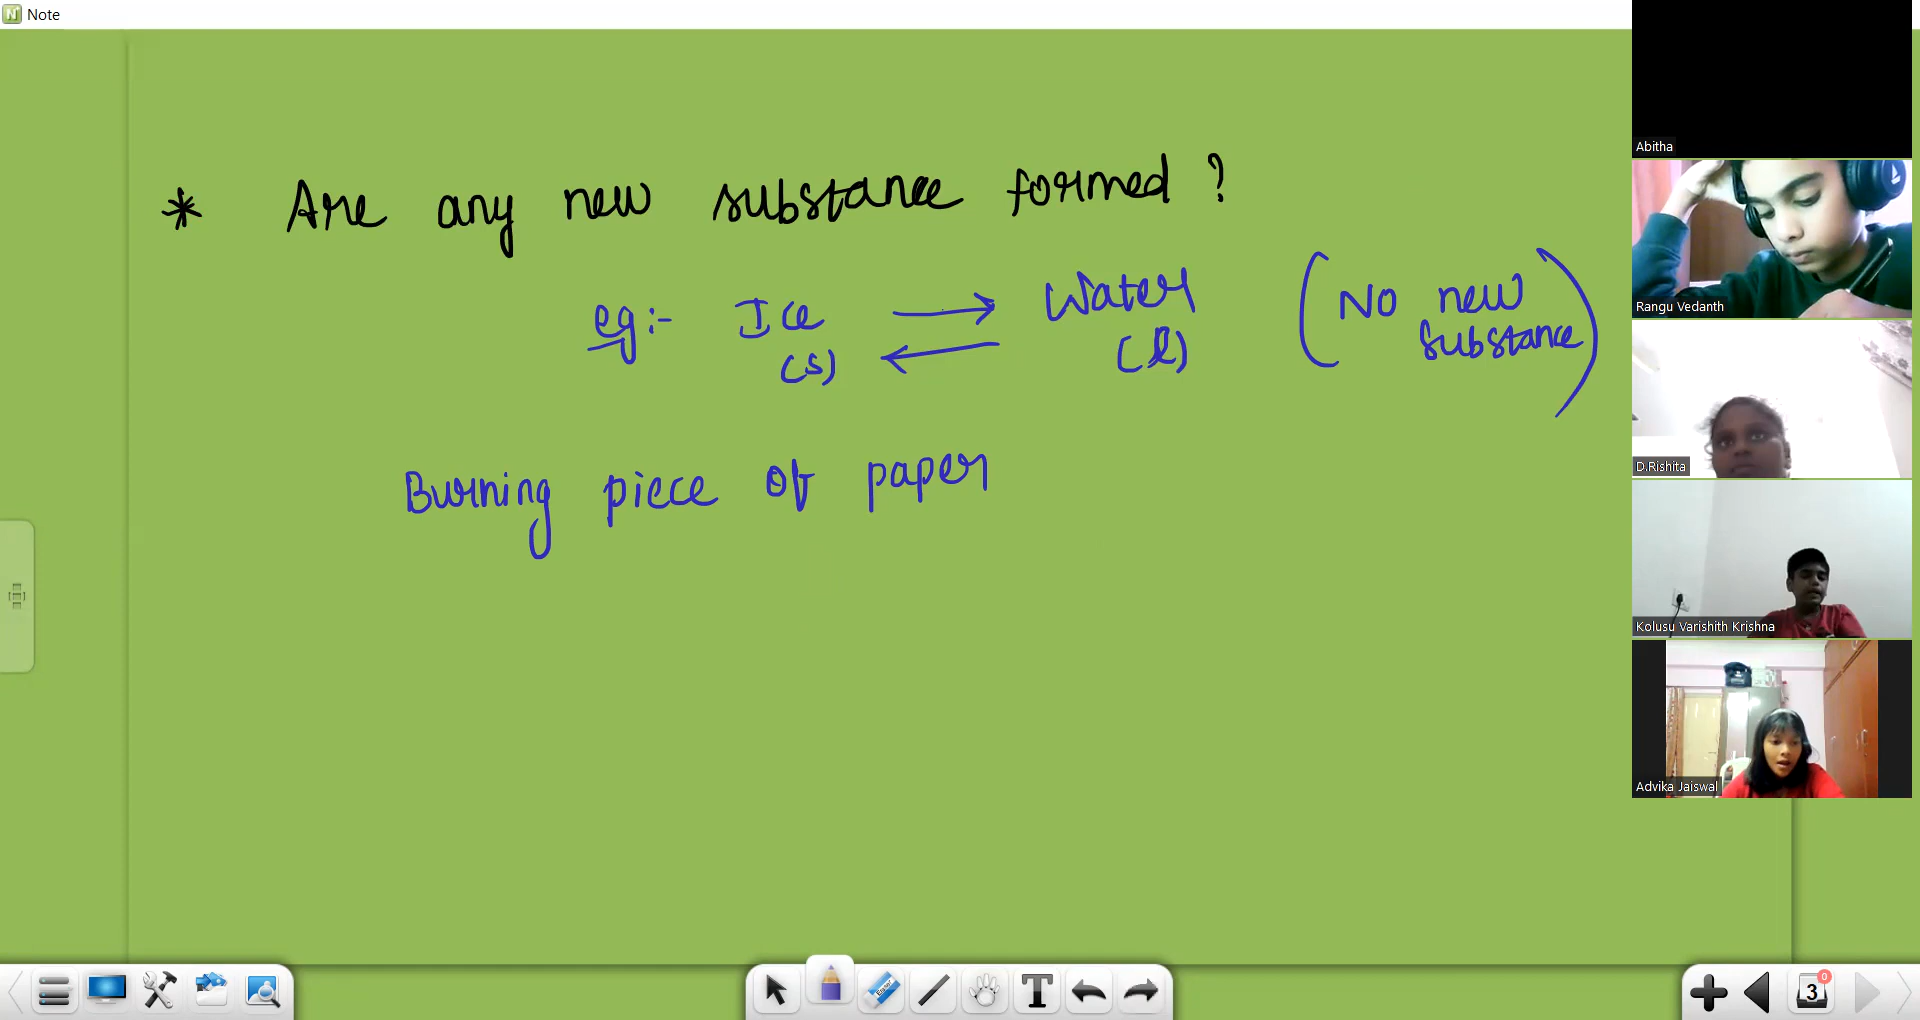 Note
* Are any new substance formed ?
eg:- Ice ⟶ Water (No new substance)
(s) ⟵ (l)
Burning piece of paper
Abitha
Rangu Vedanth
D.Rishita
Kolusu Varishith Krishna
Advika Jaiswal
T
3
0